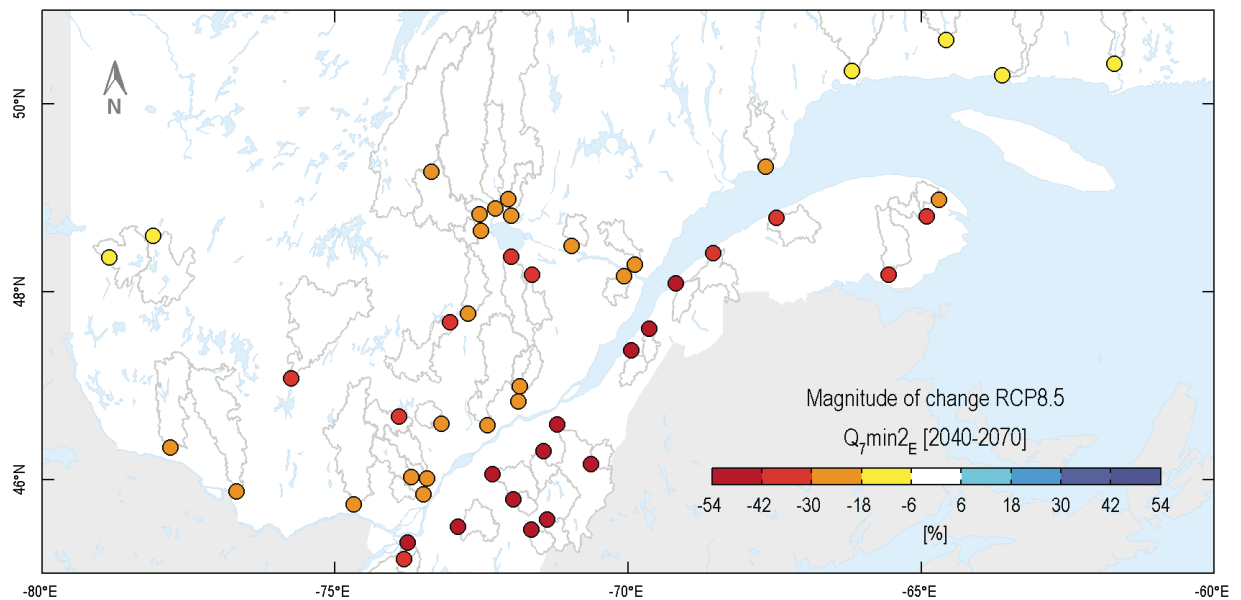 50°N
N
48°N
46°N
Magnitude of change RCP8.5
Q7min2E [2040-2070]
-54 -42 -30 -18 -6 6 18 30 42 54
[%]
-80°E -75°E -70°E -65°E -60°E